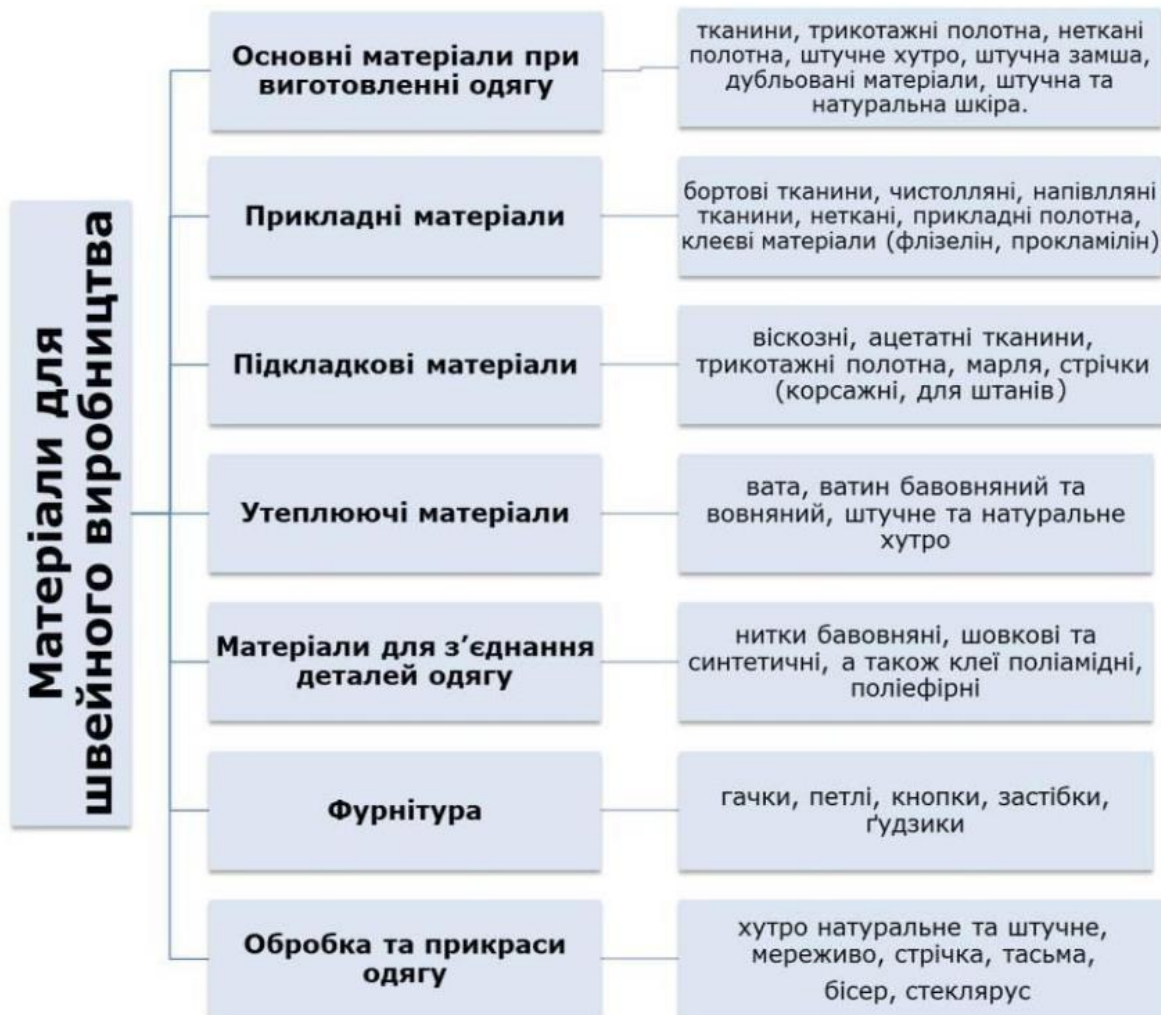 Матеріали для
швейного виробництва
Основні матеріали при
виготовленні одягу
тканини, трикотажні полотна, неткані
полотна, штучне хутро, штучна замша,
дубльовані матеріали, штучна та
натуральна шкіра.
Прикладні матеріали
бортові тканини, чистолляні, напівлляні
тканини, неткані, прикладні полотна,
клеєві матеріали (флізелін, прокламілін)
Підкладкові матеріали
віскозні, ацетатні тканини,
трикотажні полотна, марля, стрічки
(корсажні, для штанів)
Утеплюючі матеріали
вата, ватин бавовняний та
вовняний, штучне та натуральне
хутро
Матеріали для з’єднання
деталей одягу
нитки бавовняні, шовкові та
синтетичні, а також клеї поліамідні,
поліефірні
Фурнітура
гачки, петлі, кнопки, застібки,
ґудзики
Обробка та прикраси
одягу
хутро натуральне та штучне,
мереживо, стрічка, тасьма,
бісер, стеклярус